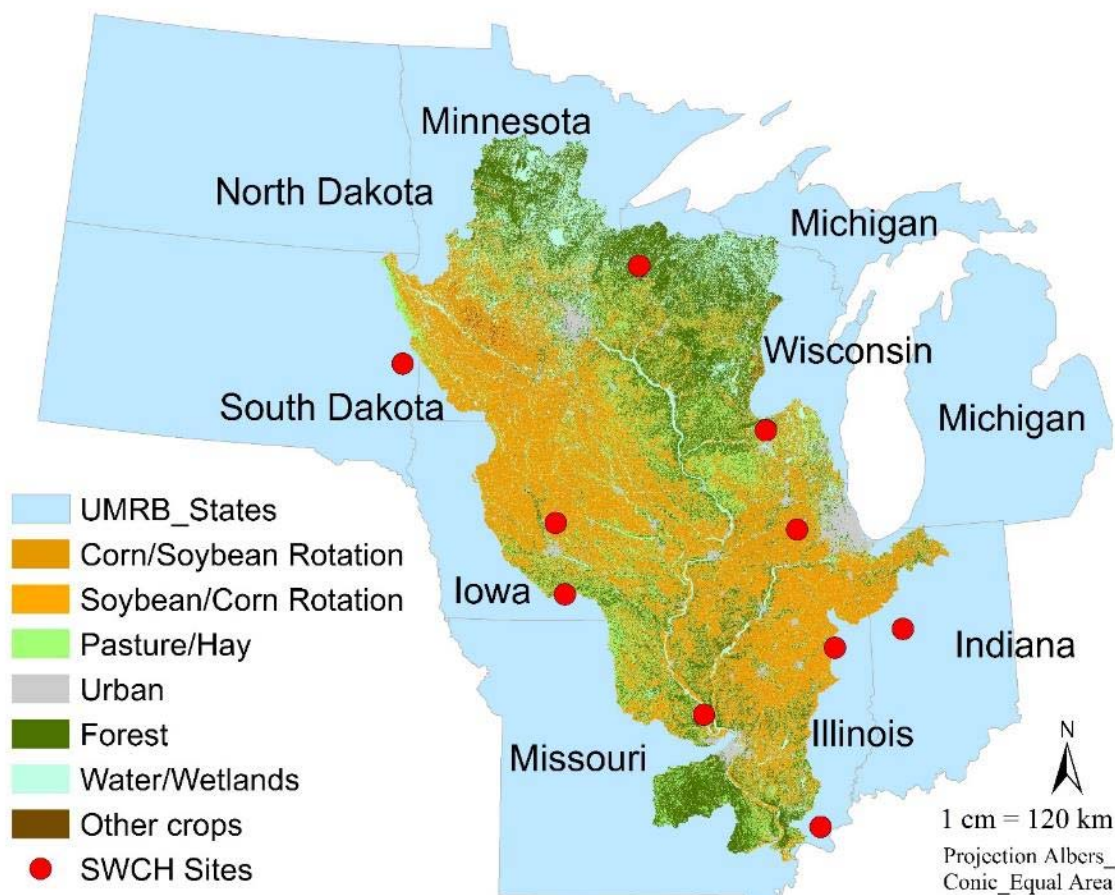 Minnesota
North Dakota
Michigan
Wisconsin
South Dakota
Michigan
UMRB_States
Corn/Soybean Rotation
Soybean/Corn Rotation
Pasture/Hay
Urban
Forest
Water/Wetlands
Other crops
SWCH Sites
Iowa
Indiana
Illinois
Missouri
N
1 cm = 120 km
Projection Albers_
Conic_Equal Area